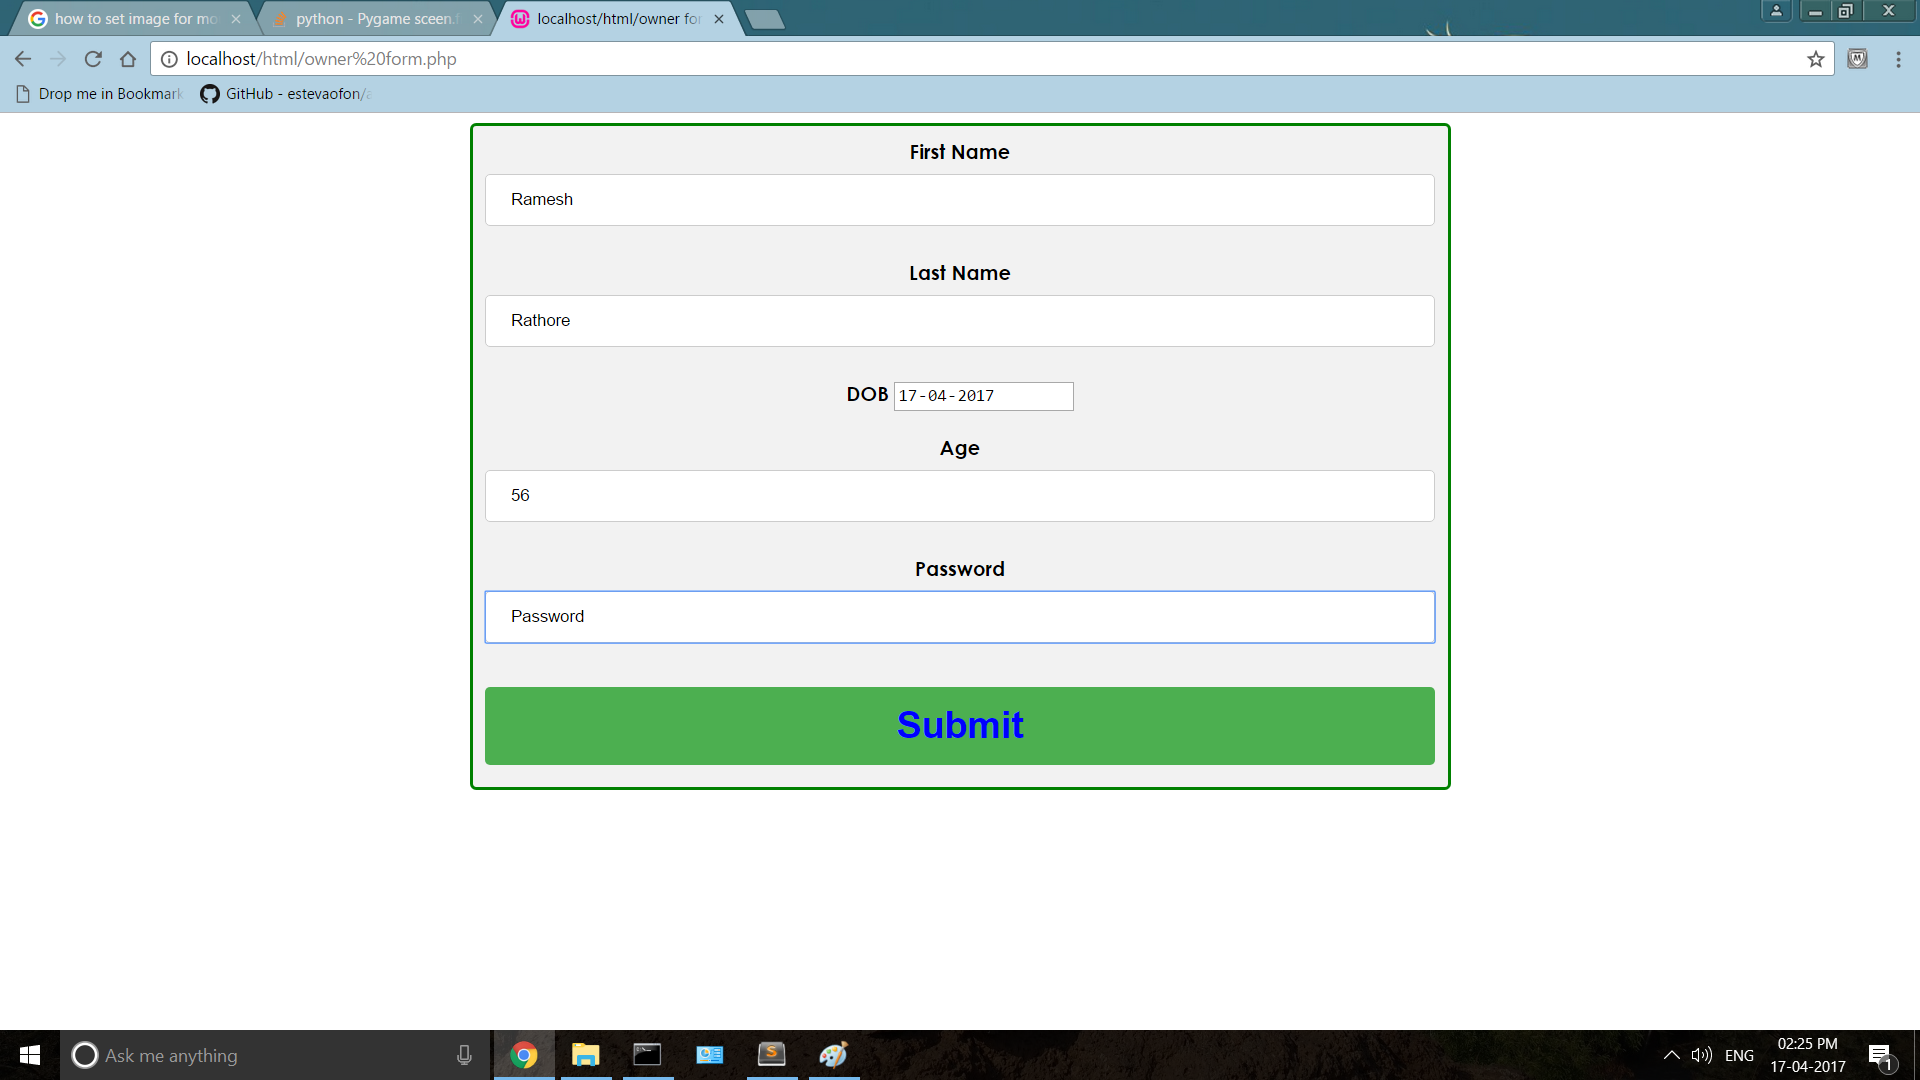 how to set image for mo
python - Pygame sceen.f
localhost/html/owner for
localhost/html/owner%20form.php
Drop me in Bookmark
GitHub - estevaofon/a
First Name
Ramesh
Last Name
Rathore
DOB 17-04-2017
Age
56
Password
Password
Submit
Ask me anything
ENG
02:25 PM
17-04-2017
1